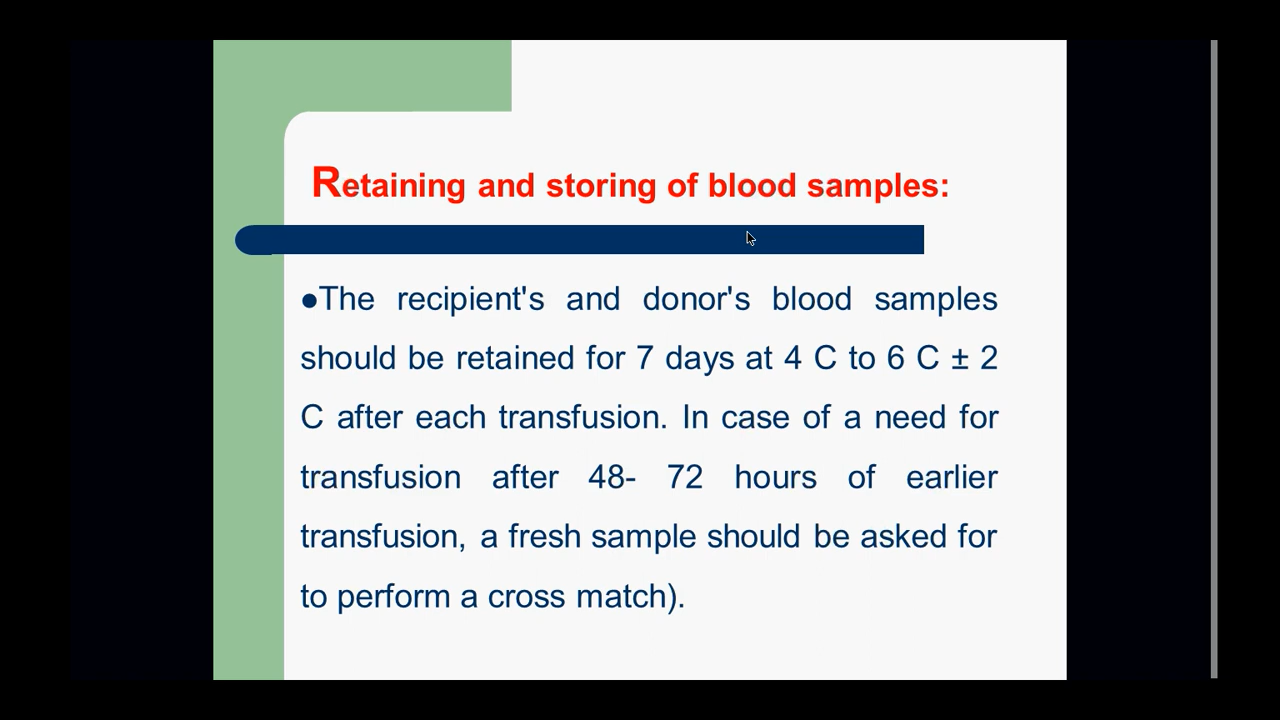 Retaining and storing of blood samples:
●The recipient's and donor's blood samples
should be retained for 7 days at 4 C to 6 C ± 2
C after each transfusion. In case of a need for
transfusion after 48- 72 hours of earlier
transfusion, a fresh sample should be asked for
to perform a cross match).